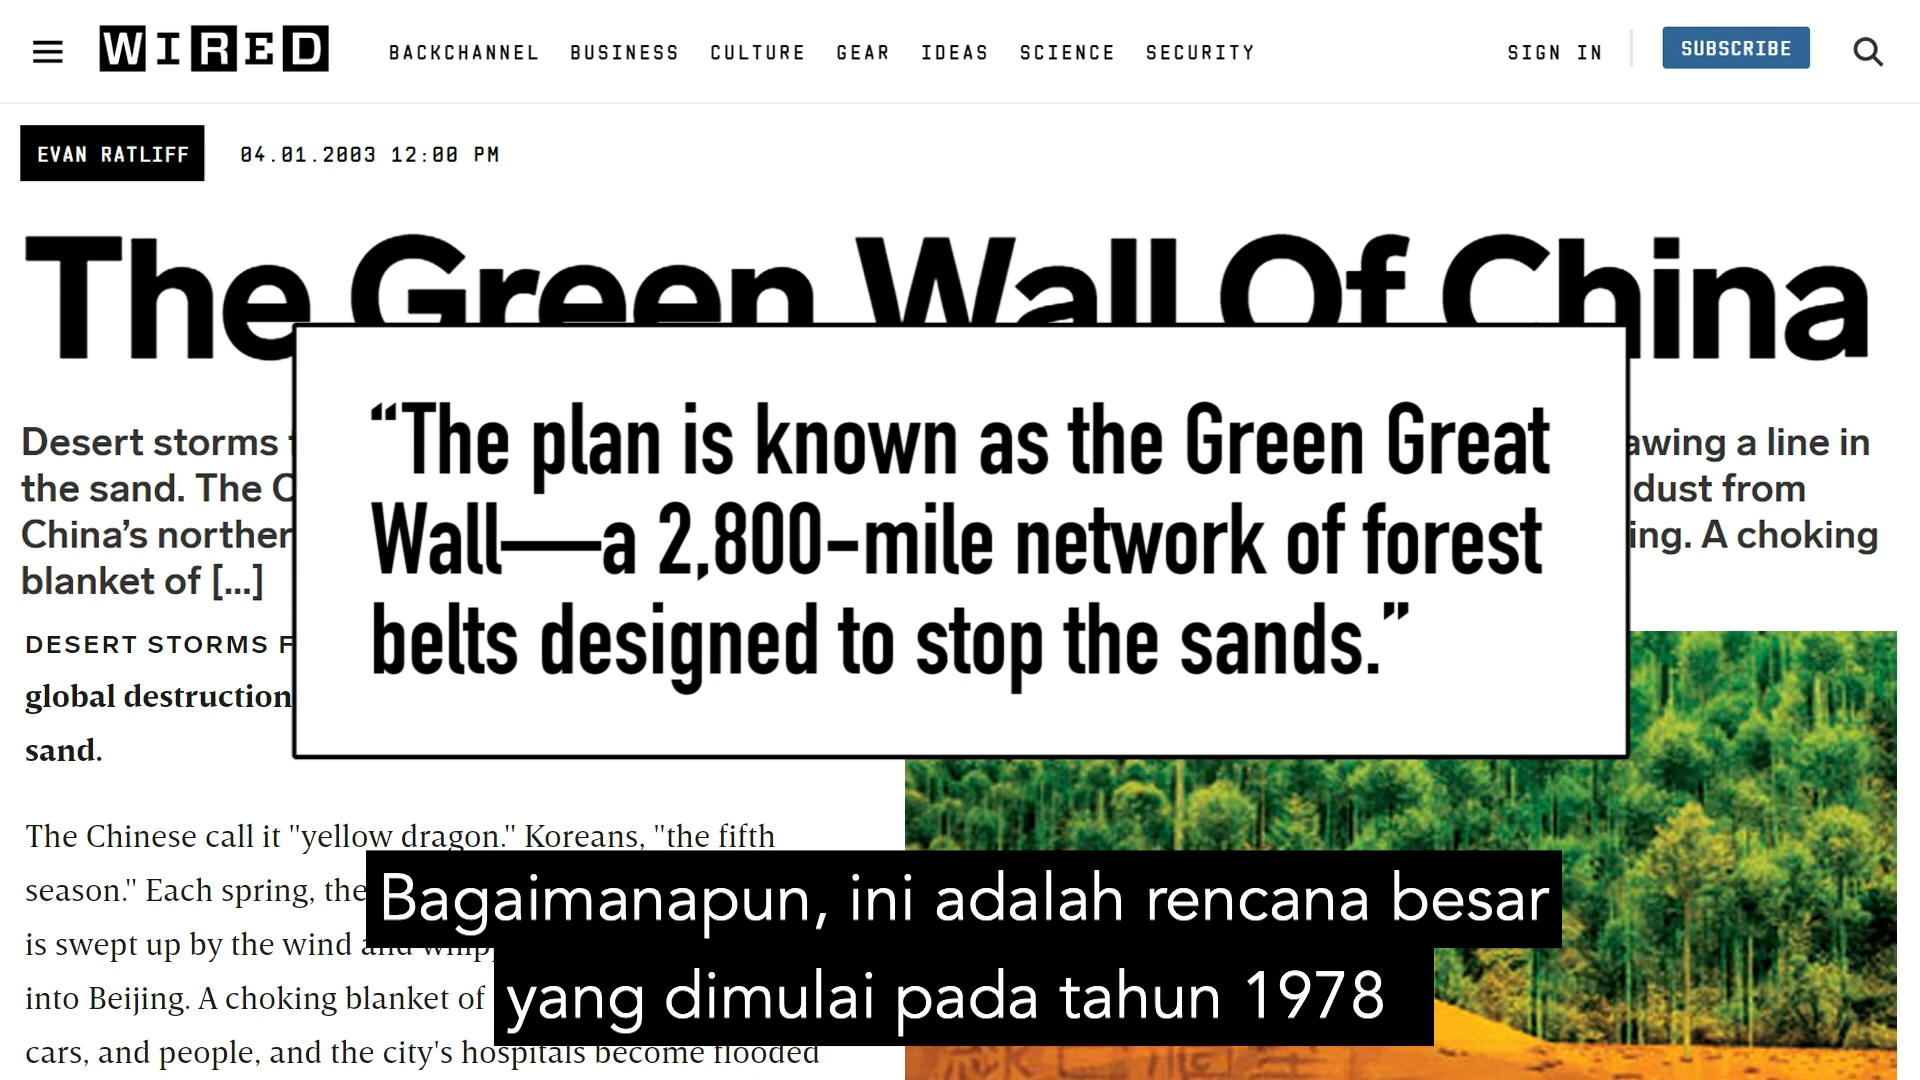 WIRED
BACKCHANNEL BUSINESS CULTURE GEAR IDEAS SCIENCE SECURITY
SIGN IN
SUBSCRIBE
EVAN RATLIFF
04.01.2003 12:00 PM
The Green Wall Of China
Desert storms
awing a line in
the sand. The
dust from
China's norther
ing. A choking
blanket of [...]
"The plan is known as the Green Great
Wall—a 2,800-mile network of forest
belts designed to stop the sands."
DESERT STORMS F
global destruction
sand.
The Chinese call it "yellow dragon." Koreans, "the fifth
season." Each spring, the
is swept up by the wind and
into Beijing. A choking blanket of
cars, and people, and the city's hospitals become flooded
Bagaimanapun, ini adalah rencana besar
yang dimulai pada tahun 1978